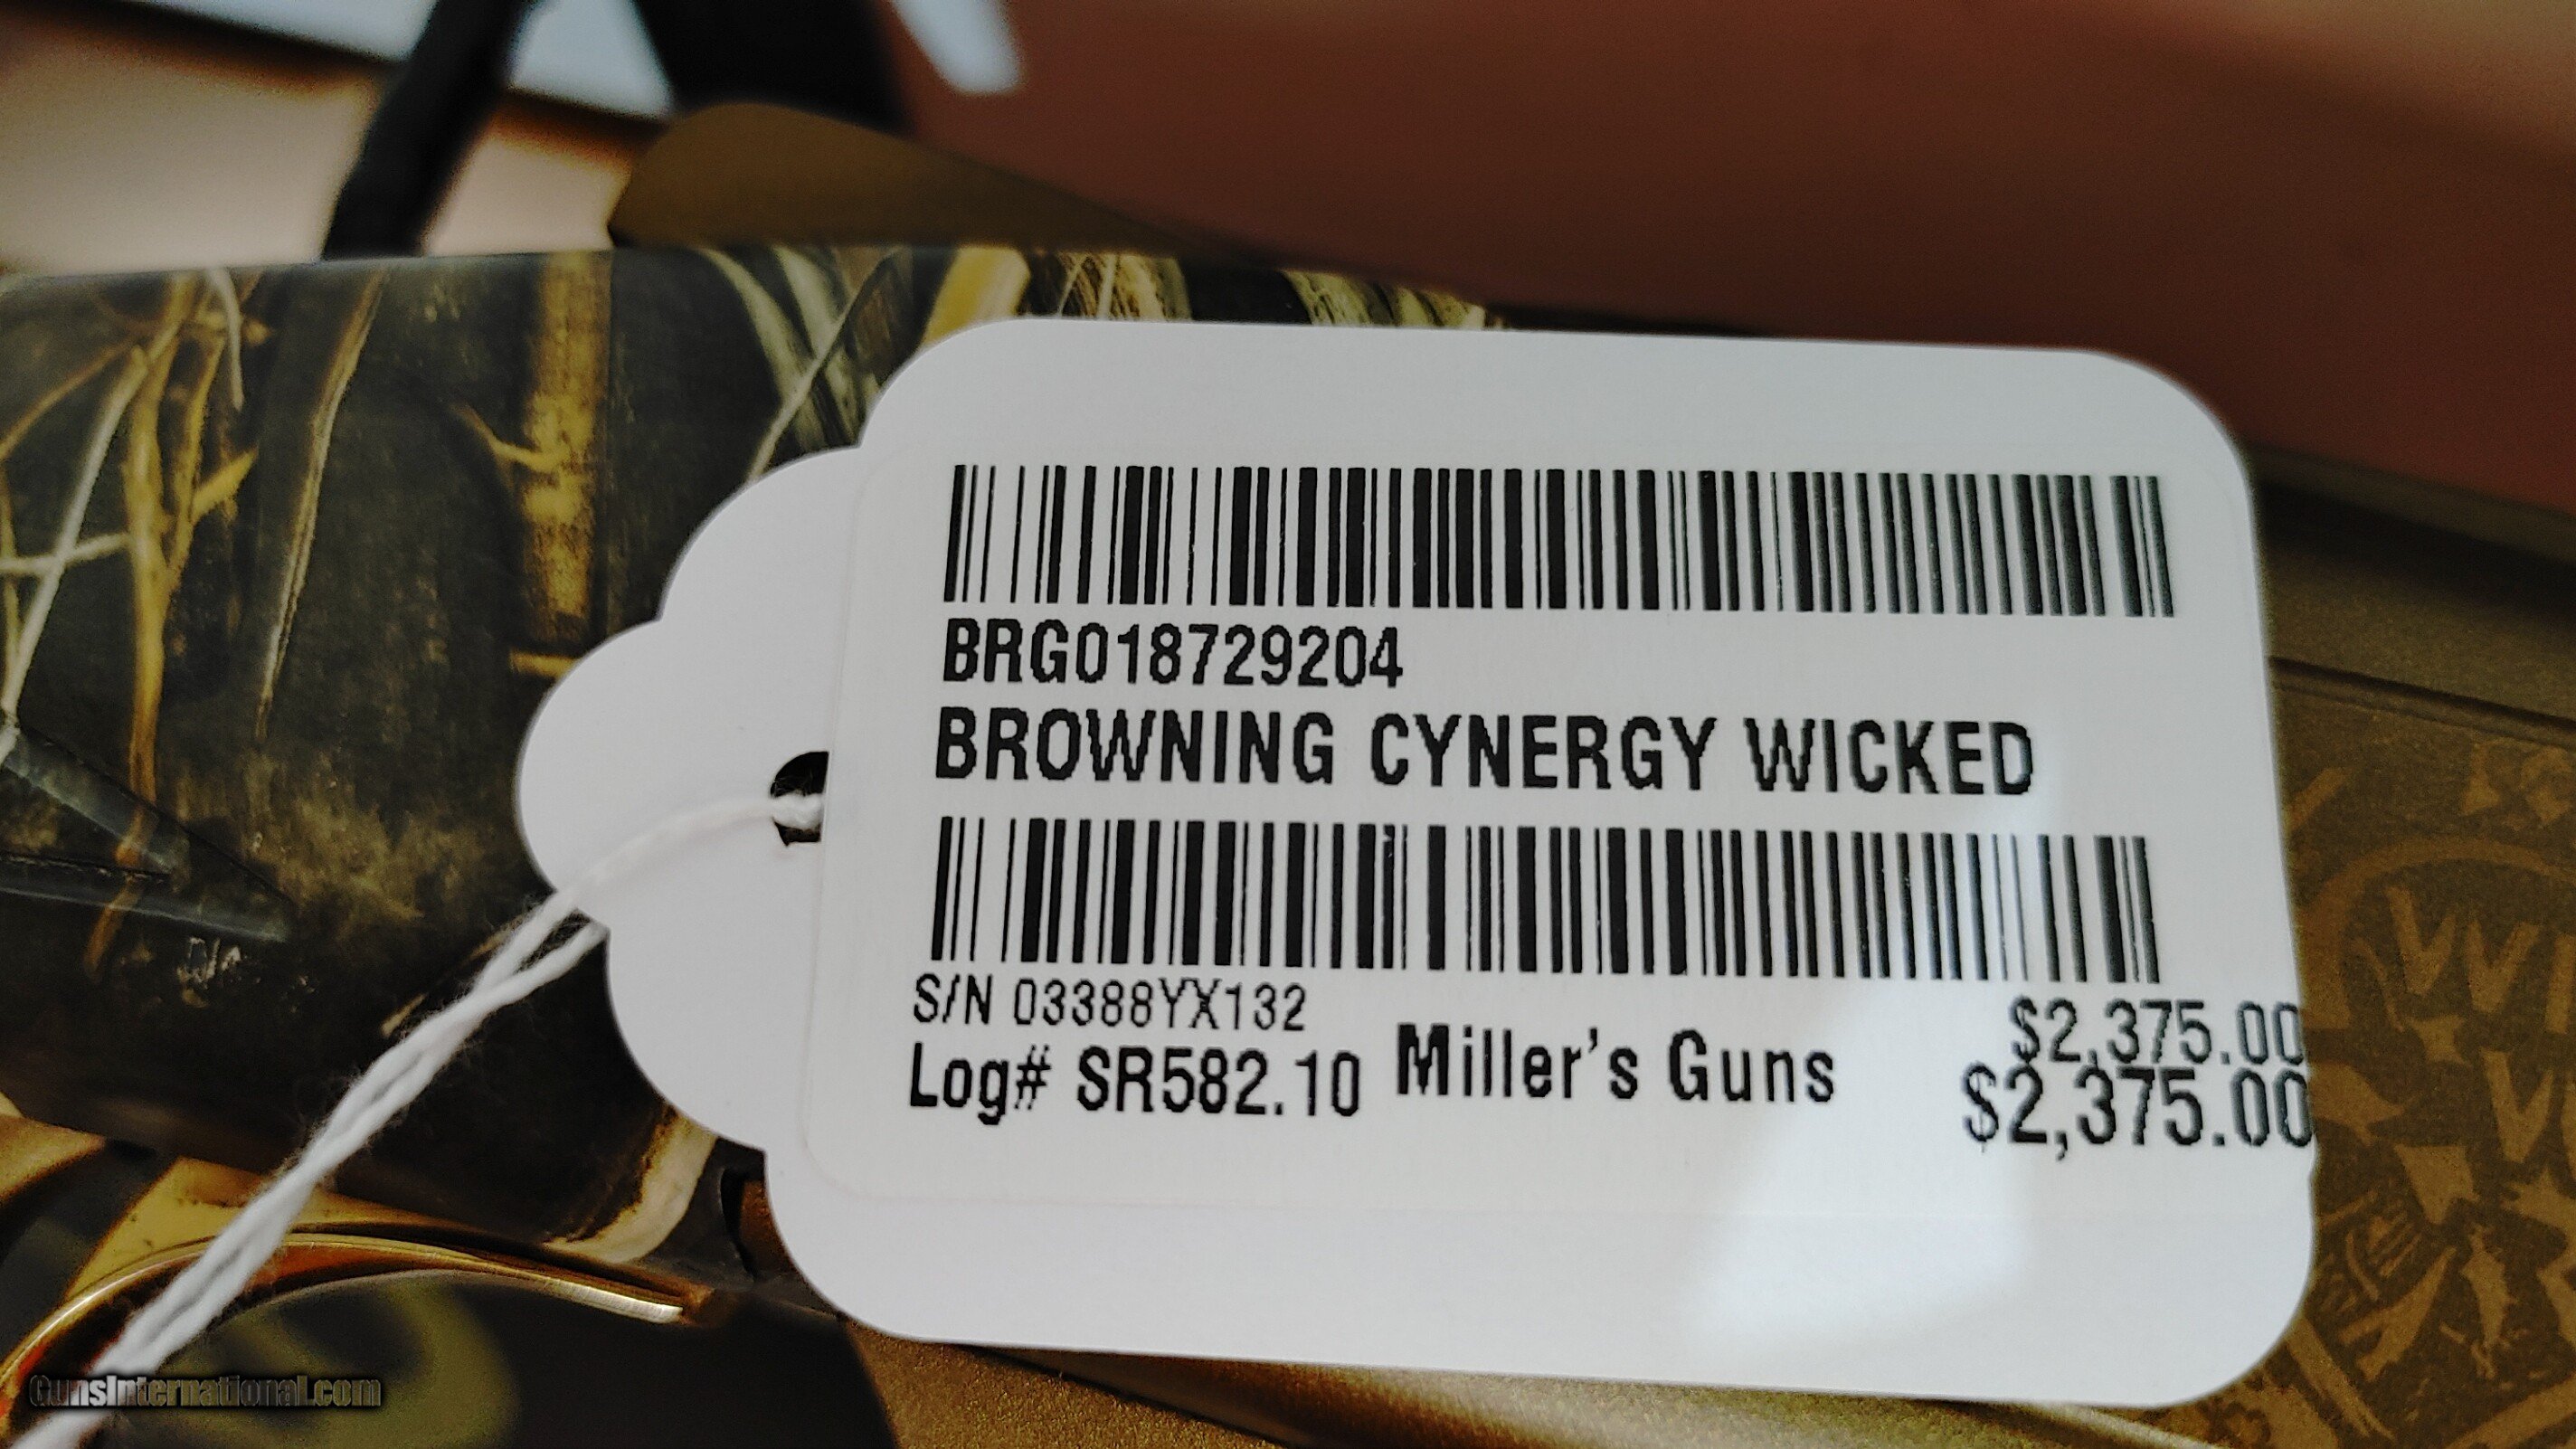 BRG018729204
BROWNING CYNERGY WICKED
S/N 03388YX132
$2,375.00
Log# SR582.10 Miller's Guns
$2,375.00
GunsInternational.com